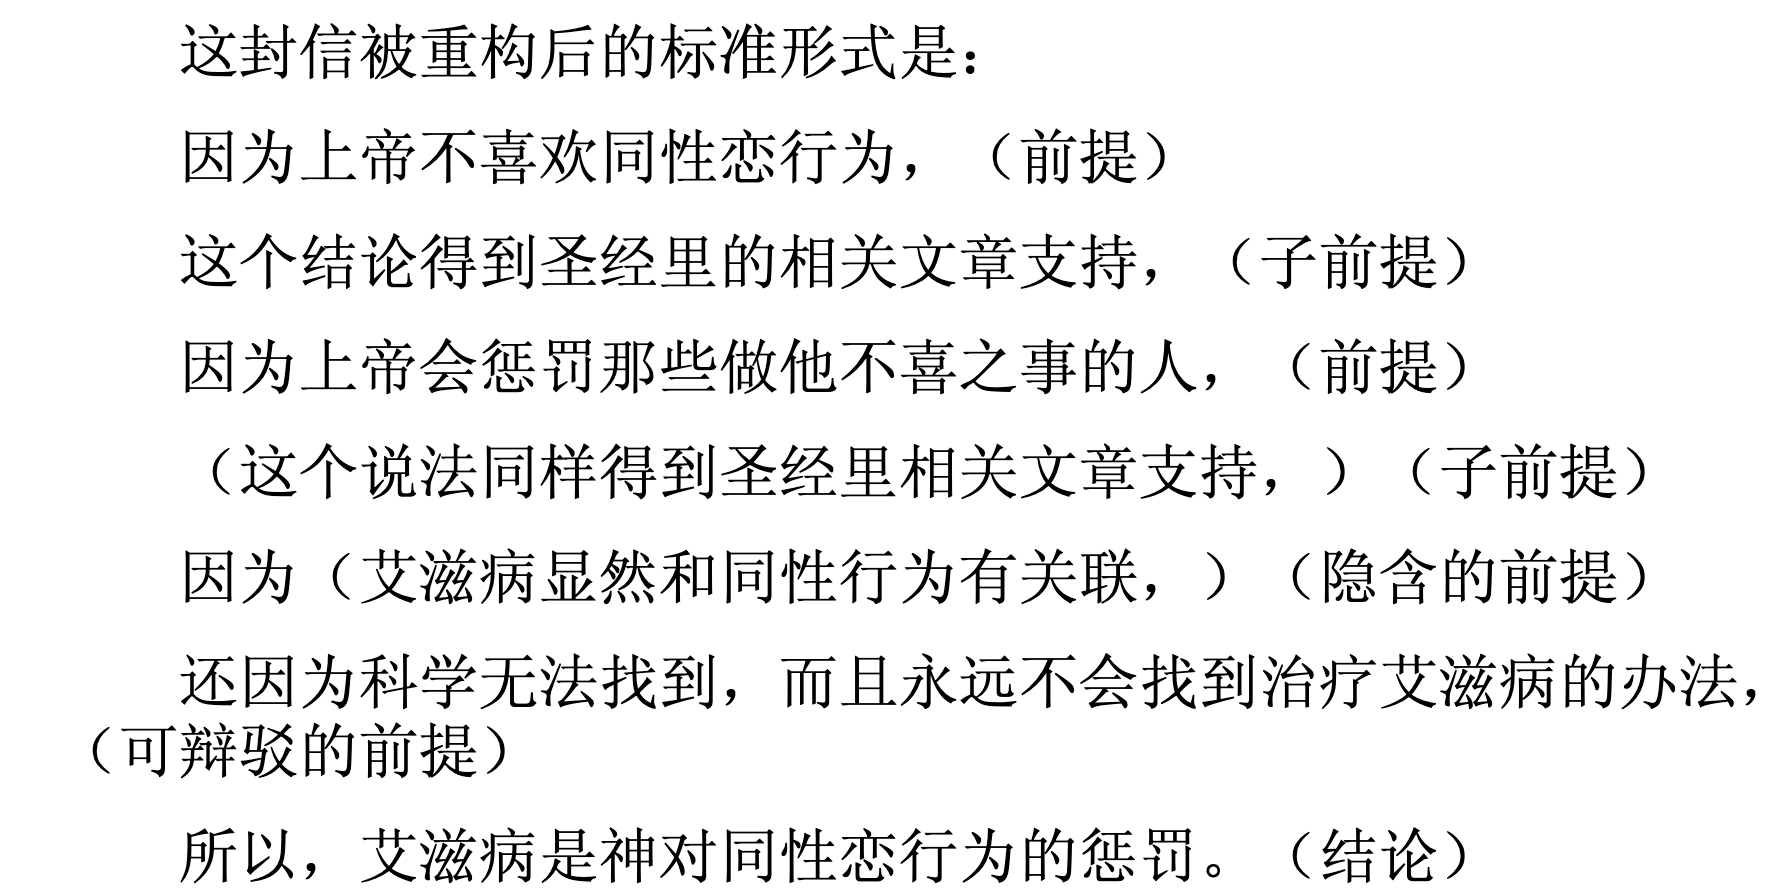 这封信被重构后的标准形式是：
因为上帝不喜欢同性恋行为，（前提）
这个结论得到圣经里的相关文章支持，（子前提）
因为上帝会惩罚那些做他不喜之事的人，（前提）
（这个说法同样得到圣经里相关文章支持，）（子前提）
因为（艾滋病显然和同性行为有关联，）（隐含的前提）
还因为科学无法找到，而且永远不会找到治疗艾滋病的办法，
（可辩驳的前提）
所以，艾滋病是神对同性恋行为的惩罚。（结论）